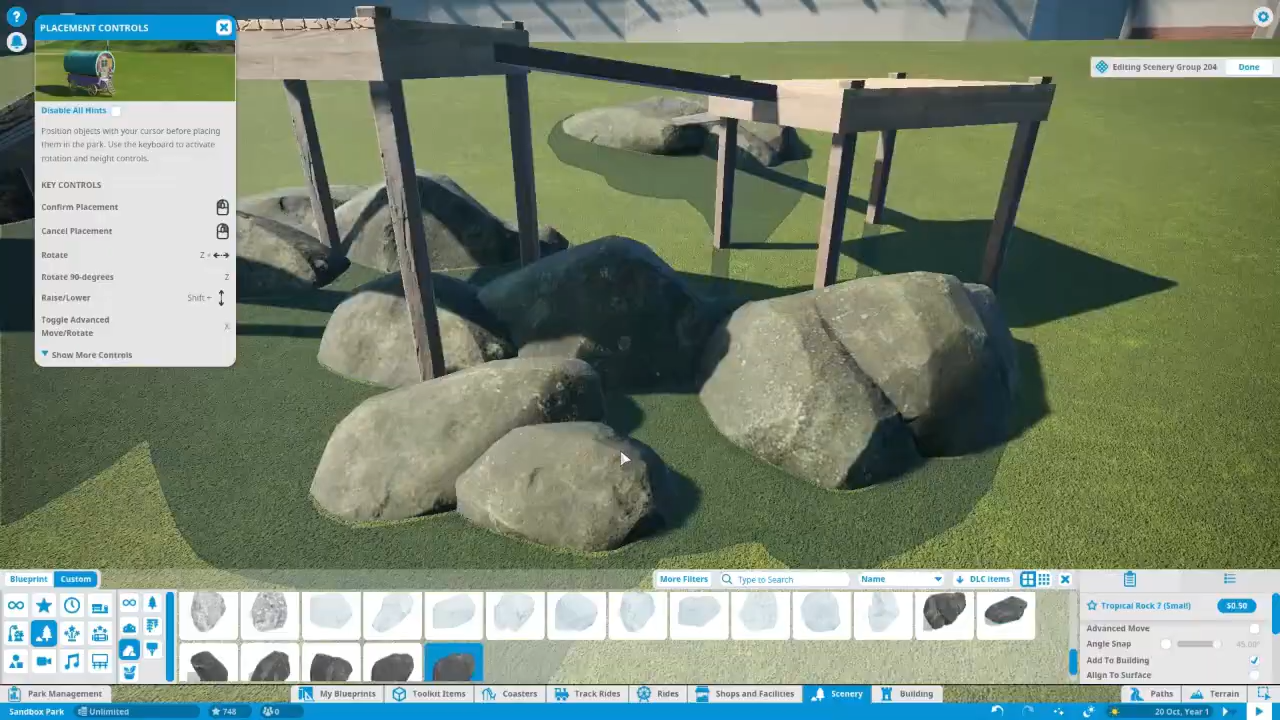 PLACEMENT CONTROLS
Disable All Hints
Position objects with your cursor before placing
them in the park. Use the keyboard to activate
rotation and height controls.
KEY CONTROLS
Confirm Placement
Cancel Placement
Rotate Z +
Rotate 90-degrees Z
Raise/Lower Shift +
Toggle Advanced
Move/Rotate X
Show More Controls
Editing Scenery Group 204 Done
Blueprint Custom More Filters Type to Search Name DLC items
Tropical Rock 7 (Small) $0.50
Advanced Move
Angle Snap 45.00°
Add To Building
Align To Surface
Park Management My Blueprints Toolkit Items Coasters Track Rides Rides Shops and Facilities Scenery Building Paths Terrain
Sandbox Park Unlimited 748 0 20 Oct, Year 1